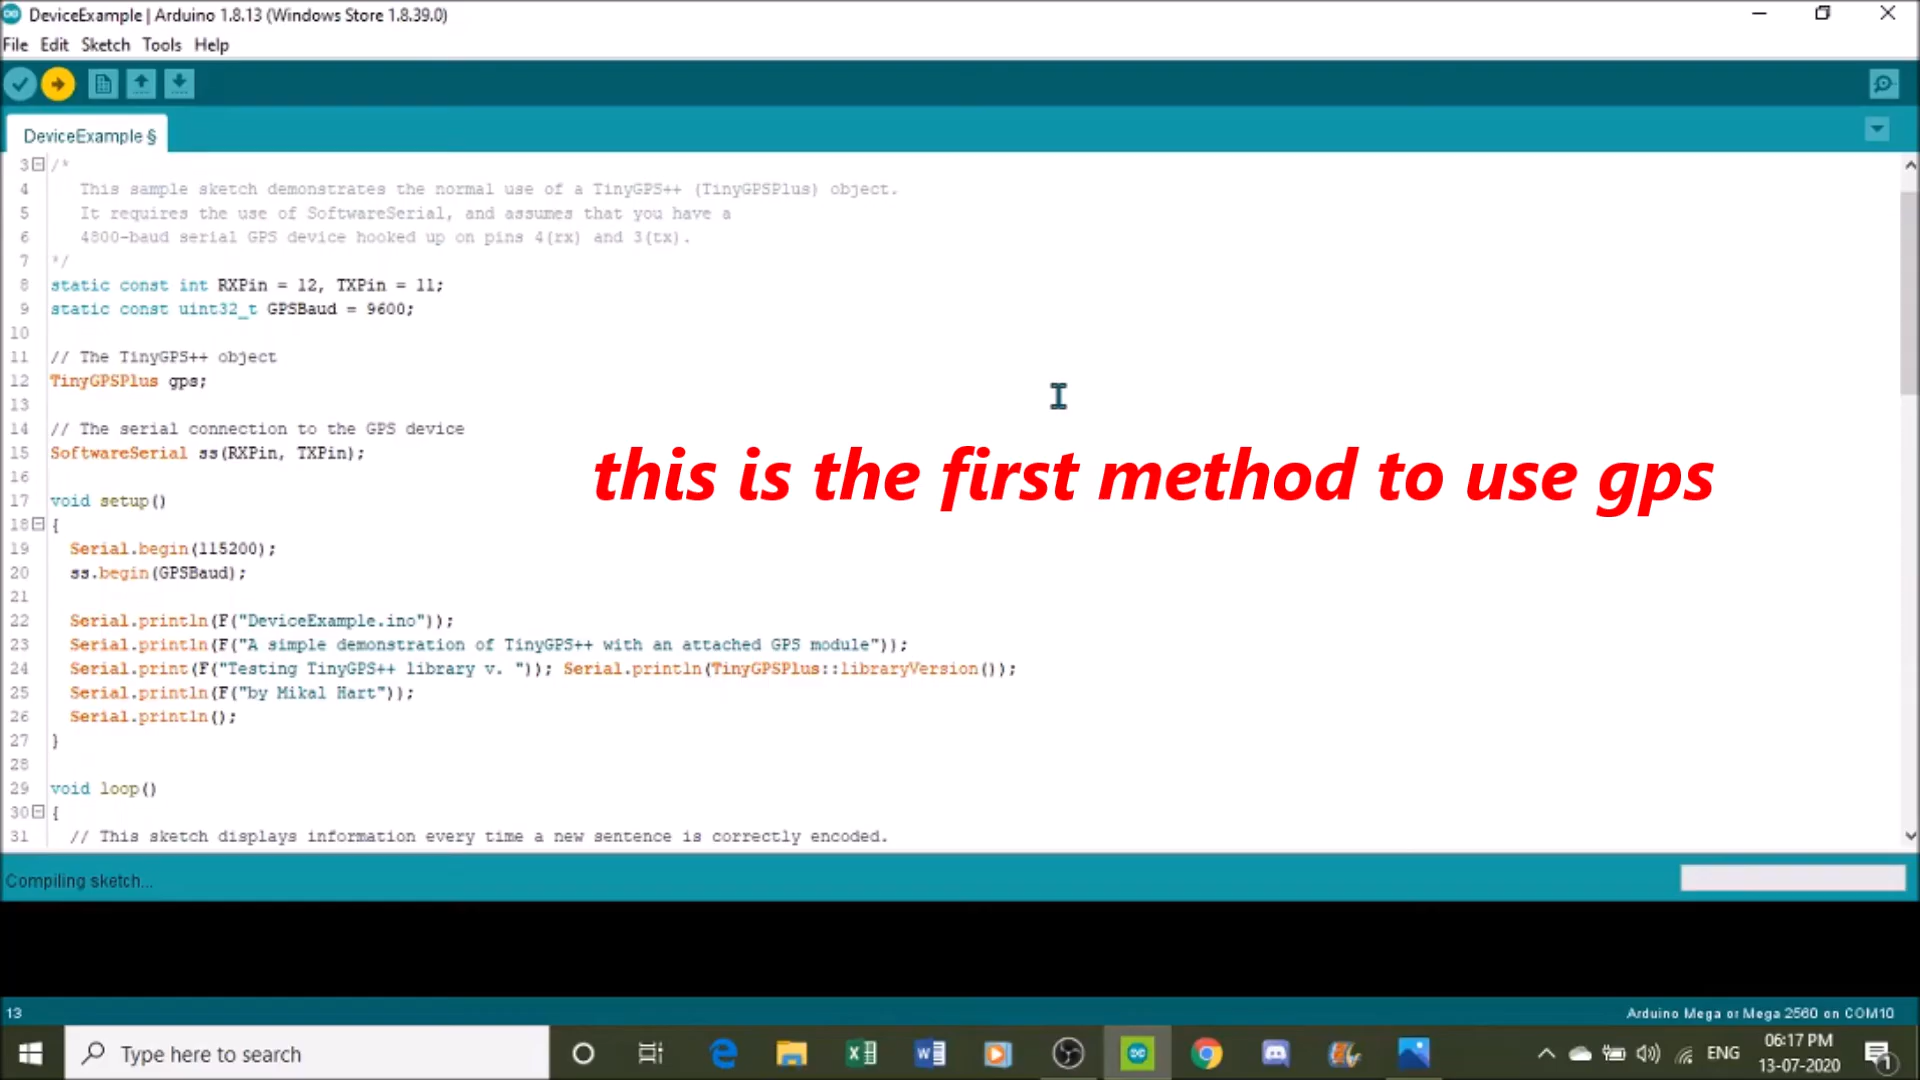 DeviceExample | Arduino 1.8.13 (Windows Store 1.8.39.0)
File Edit Sketch Tools Help
DeviceExample §
3 /*
4 This sample sketch demonstrates the normal use of a TinyGPS++ (TinyGPSPlus) object.
5 It requires the use of SoftwareSerial, and assumes that you have a
6 4800-baud serial GPS device hooked up on pins 4(rx) and 3(tx).
7 */
8 static const int RXPin = 12, TXPin = 11;
9 static const uint32_t GPSBaud = 9600;
10
11 // The TinyGPS++ object
12 TinyGPSPlus gps;
13
14 // The serial connection to the GPS device
15 SoftwareSerial ss(RXPin, TXPin);
this is the first method to use gps
16
17 void setup()
18 {
19 Serial.begin(115200);
20 ss.begin(GPSBaud);
21
22 Serial.println(F("DeviceExample.ino"));
23 Serial.println(F("A simple demonstration of TinyGPS++ with an attached GPS module"));
24 Serial.print(F("Testing TinyGPS++ library v. ")); Serial.println(TinyGPSPlus::libraryVersion());
25 Serial.println(F("by Mikal Hart"));
26 Serial.println();
27 }
28
29 void loop()
30 {
31 // This sketch displays information every time a new sentence is correctly encoded.
Compiling sketch...
13
Arduino Mega or Mega 2560 on COM10
Type here to search
ENG
06:17 PM
13-07-2020
1